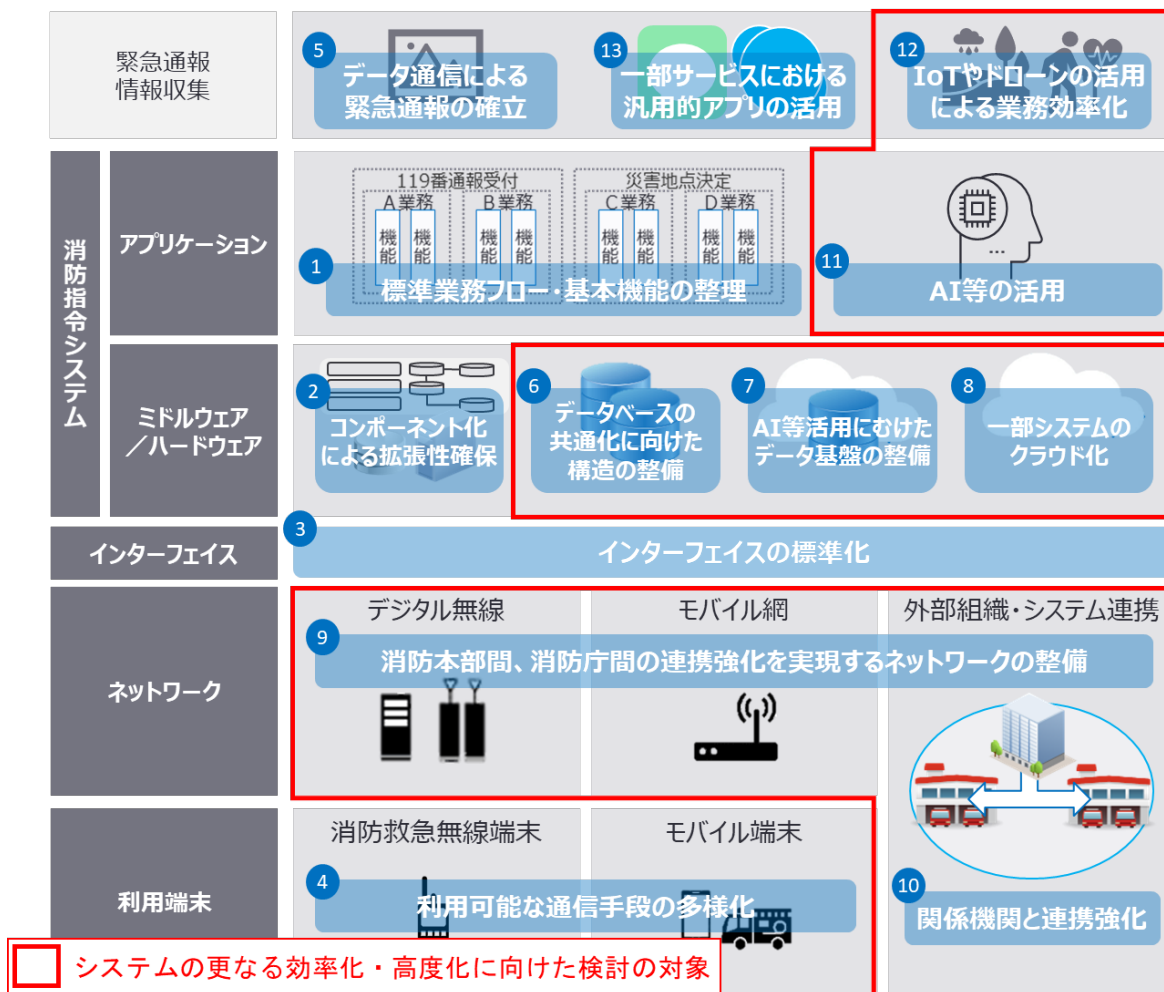 緊急通報
情報収集
5
データ通信による
緊急通報の確立
13
一部サービスにおける
汎用的アプリの活用
12
IoTやドローンの活用
による業務効率化
消防指令システム
アプリケーション
119番通報受付
災害地点決定
A業務
B業務
C業務
D業務
機能
機能
機能
機能
機能
機能
機能
機能
1
標準業務フロー・基本機能の整理
11
AI等の活用
ミドルウェア
／ハードウェア
2
コンポーネント化
による拡張性確保
6
データベースの
共通化に向けた
構造の整備
7
AI等活用にむけた
データ基盤の整備
8
一部システムの
クラウド化
インターフェイス
3
インターフェイスの標準化
ネットワーク
デジタル無線
モバイル網
外部組織・システム連携
9
消防本部間、消防庁間の連携強化を実現するネットワークの整備
利用端末
消防救急無線端末
モバイル端末
4
利用可能な通信手段の多様化
10
関係機関と連携強化
システムの更なる効率化・高度化に向けた検討の対象